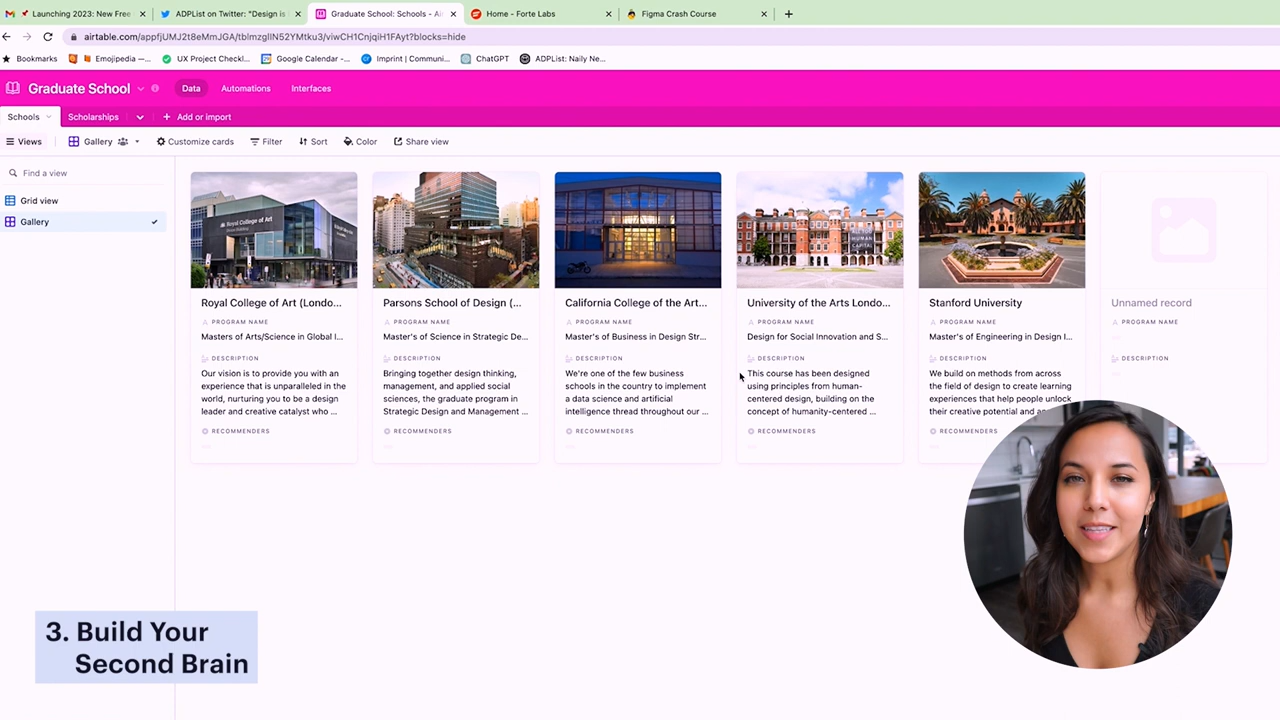 Launching 2023: New Free
ADPList on Twitter: "Design is
Graduate School: Schools - Ai
Home - Forte Labs
Figma Crash Course
airtable.com/appfjUMJ2t8eMmJGA/tblmzgllN52YMtku3/viwCH1CnjqiH1FAyt?blocks=hide
Bookmarks
Emojipedia —...
UX Project Checkl...
Google Calendar -...
Imprint | Communi...
ChatGPT
ADPList: Naily Ne...
Graduate School
Data
Automations
Interfaces
Schools
Scholarships
Add or import
Views
Gallery
Customize cards
Filter
Sort
Color
Share view
Find a view
Grid view
Gallery
Royal College of Art
Royal College of Art (Londo...
PROGRAM NAME
Masters of Arts/Science in Global I...
DESCRIPTION
Our vision is to provide you with an
experience that is unparalleled in the
world, nurturing you to be a design
leader and creative catalyst who ...
RECOMMENDERS
Parsons School of Design (...
PROGRAM NAME
Master's of Science in Strategic De...
DESCRIPTION
Bringing together design thinking,
management, and applied social
sciences, the graduate program in
Strategic Design and Management ...
RECOMMENDERS
California College of the Art...
PROGRAM NAME
Master's of Business in Design Str...
DESCRIPTION
We're one of the few business
schools in the country to implement
a data science and artificial
intelligence thread throughout our ...
RECOMMENDERS
University of the Arts Londo...
PROGRAM NAME
Design for Social Innovation and S...
DESCRIPTION
This course has been designed
using principles from human-
centered design, building on the
concept of humanity-centered ...
RECOMMENDERS
Stanford University
PROGRAM NAME
Master's of Engineering in Design I...
DESCRIPTION
We build on methods from across
the field of design to create learning
experiences that help people unlock
their creative potential and
RECOMMENDERS
Unnamed record
PROGRAM NAME
DESCRIPTION
3. Build Your
Second Brain